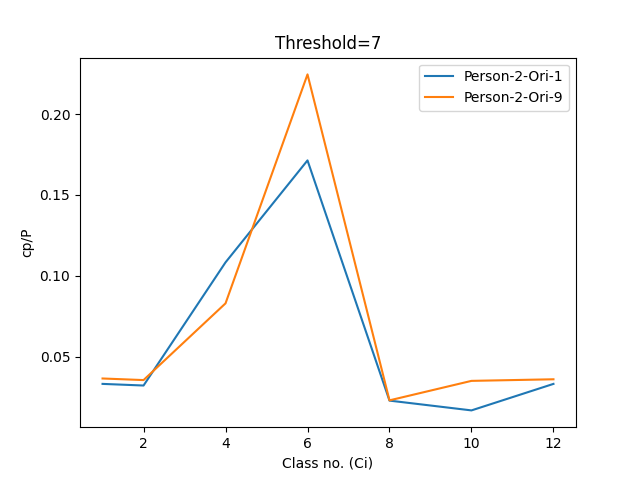 Threshold=7
Person-2-Ori-1
Person-2-Ori-9
cp/P
0.20
0.15
0.10
0.05
2 4 6 8 10 12
Class no. (Ci)